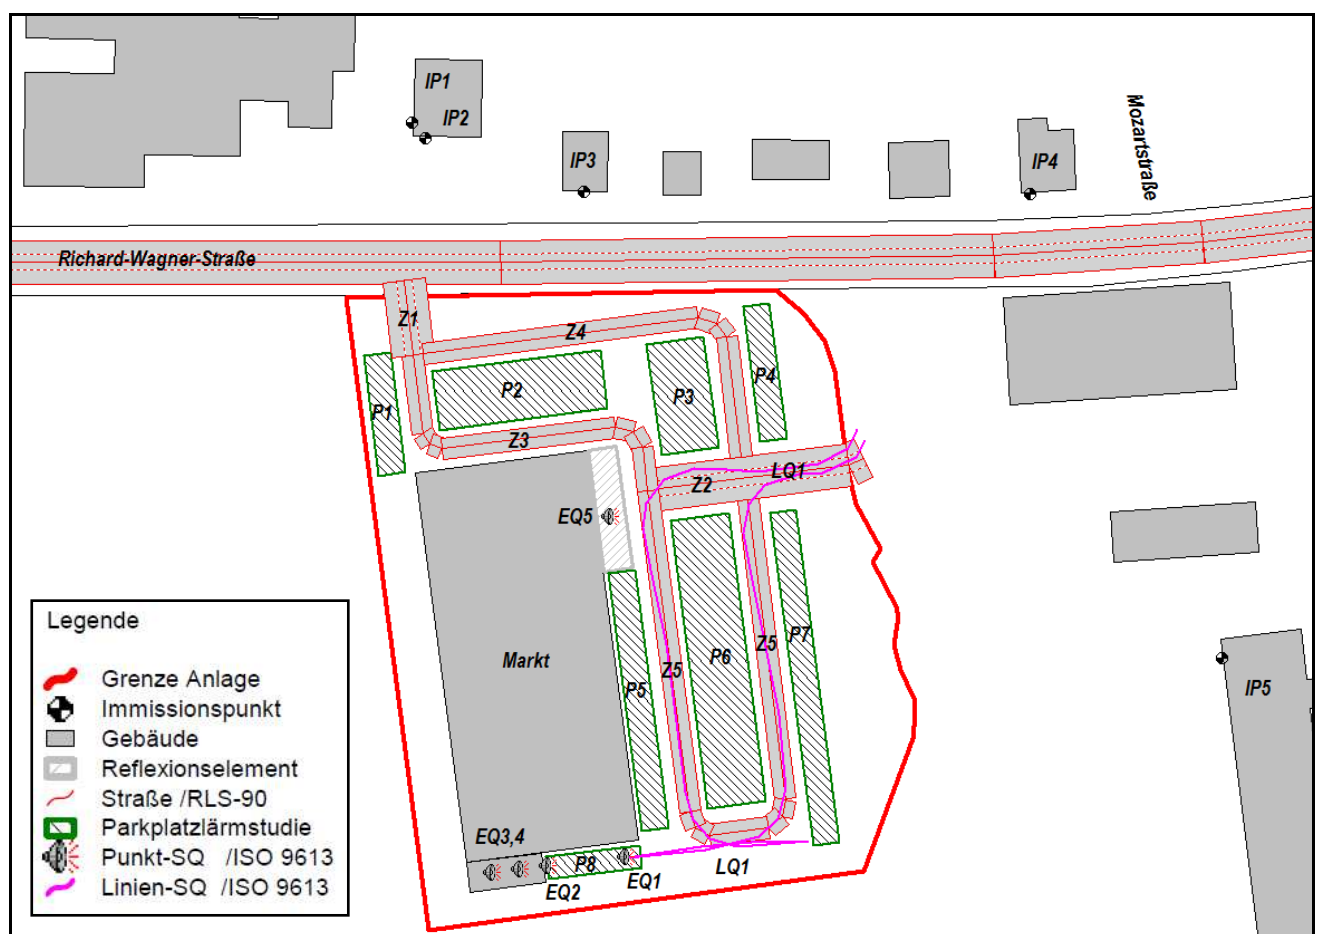 IP1
IP2
IP3
IP4
Mozartstraße
Richard-Wagner-Straße
Z1
Z4
P1
P2
P3
P4
Z3
Z2
LQ1
EQ5
Markt
P5
Z5
P6
Z5
P7
IP5
EQ3,4
P8
EQ2
EQ1
LQ1
Legende
Grenze Anlage
Immissionspunkt
Gebäude
Reflexionselement
Straße /RLS-90
Parkplatzlärmstudie
Punkt-SQ /ISO 9613
Linien-SQ /ISO 9613